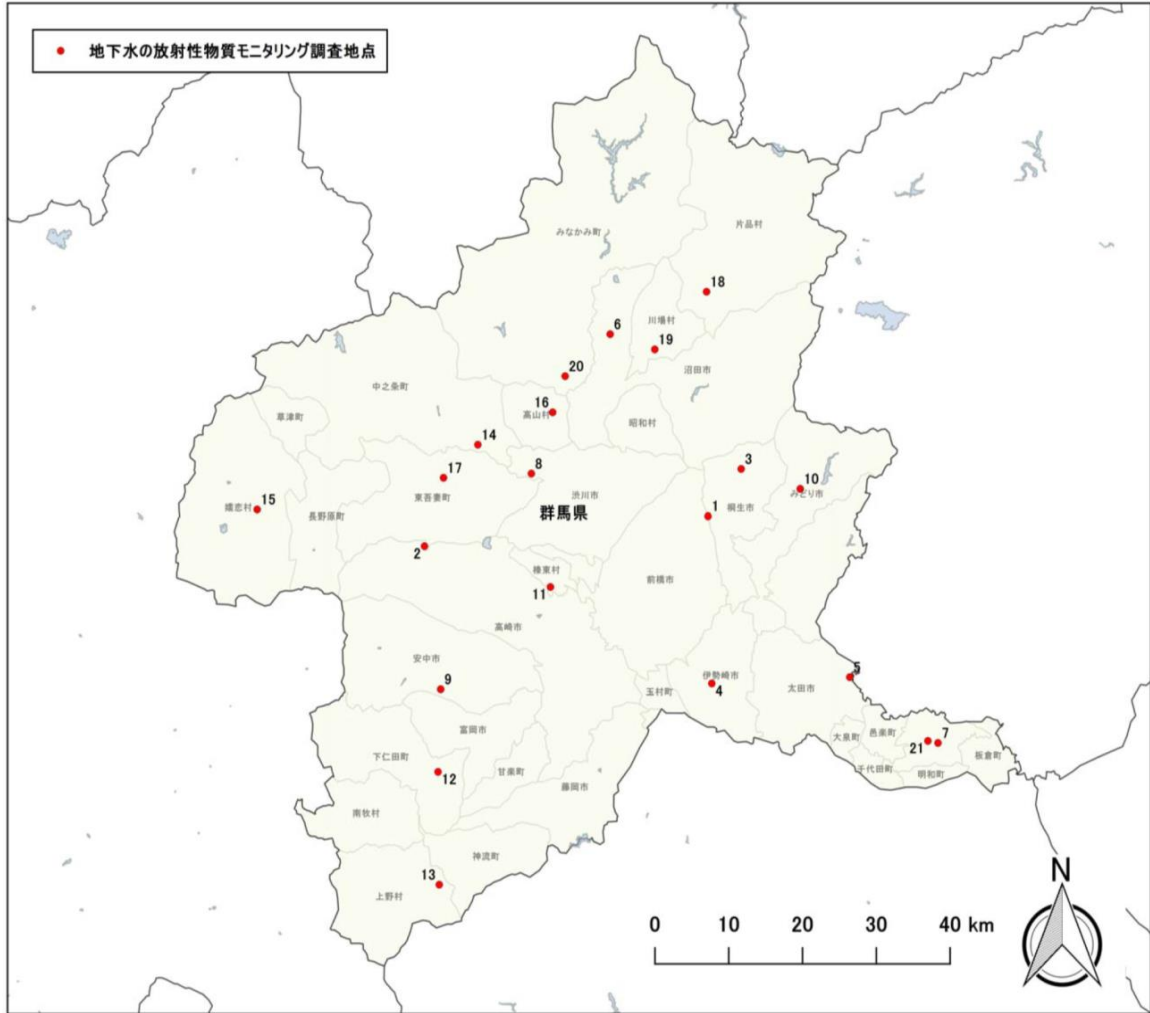 地下水の放射性物質モニタリング調査地点
みなかみ町
片品村
18
6
川場村
19
沼田市
20
中之条町
16
高山村
草津町
昭和村
14
8
3
17
10
東吾妻町
渋川市
みどり市
15
嬬恋村
長野原町
群馬県
1
桐生市
2
榛東村
前橋市
11
高崎市
安中市
9
伊勢崎市
4
5
玉村町
太田市
富岡市
大泉町
邑楽町
7
21
板倉町
下仁田町
12
甘楽町
千代田町
明和町
藤岡市
南牧村
神流町
13
上野村
N
0 10 20 30 40 km